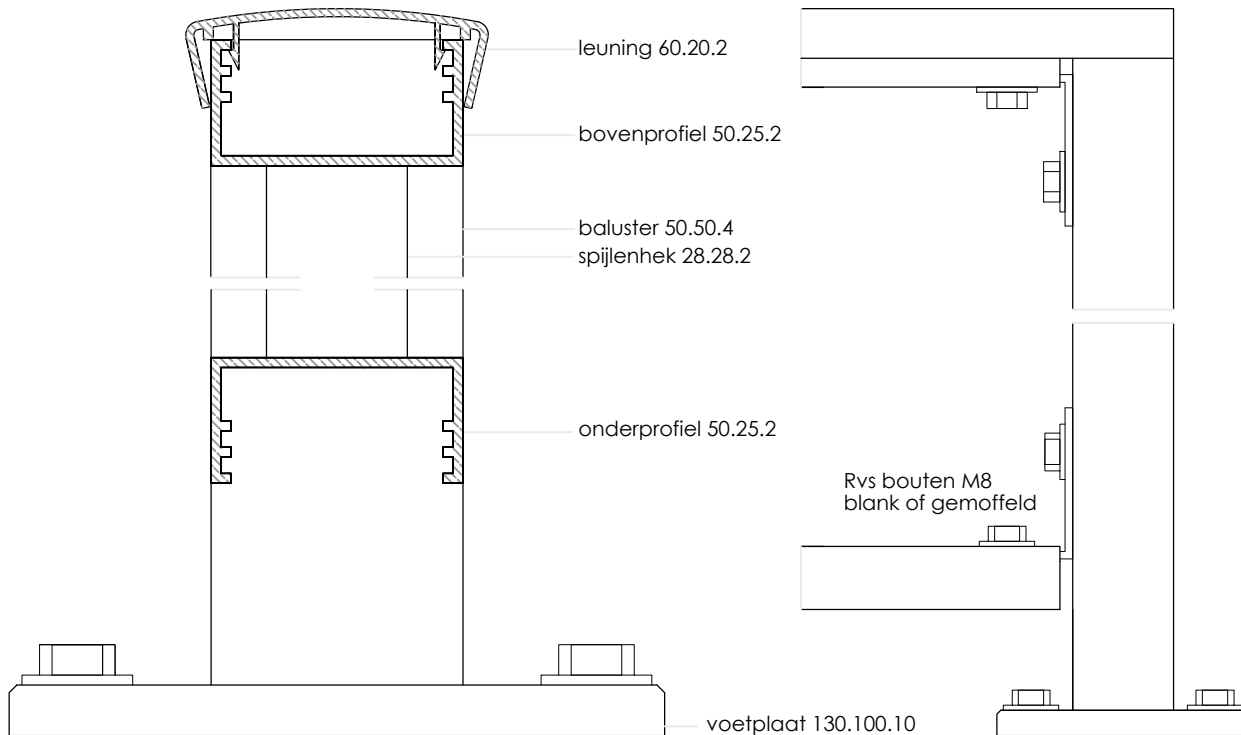 leuning 60.20.2
bovenprofiel 50.25.2
baluster 50.50.4
spijlenhek 28.28.2
onderprofiel 50.25.2
Rvs bouten M8
blank of gemoffeld
voetplaat 130.100.10